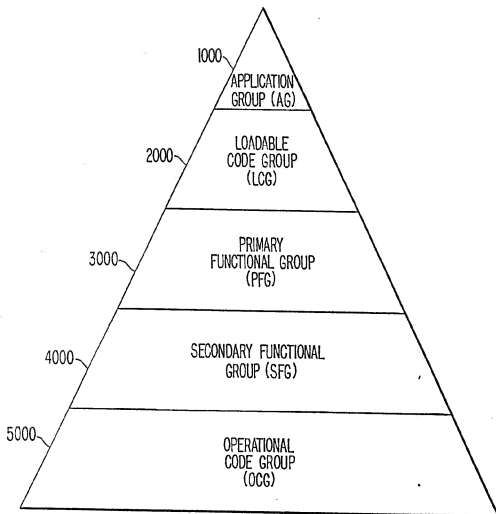 1000
APPLICATION
GROUP (AG)
LOADABLE
CODE GROUP
(LCG)
2000
PRIMARY
FUNCTIONAL GROUP
(PFG)
3000
SECONDARY FUNCTIONAL
GROUP (SFG)
4000
OPERATIONAL
CODE GROUP
(OCG)
5000